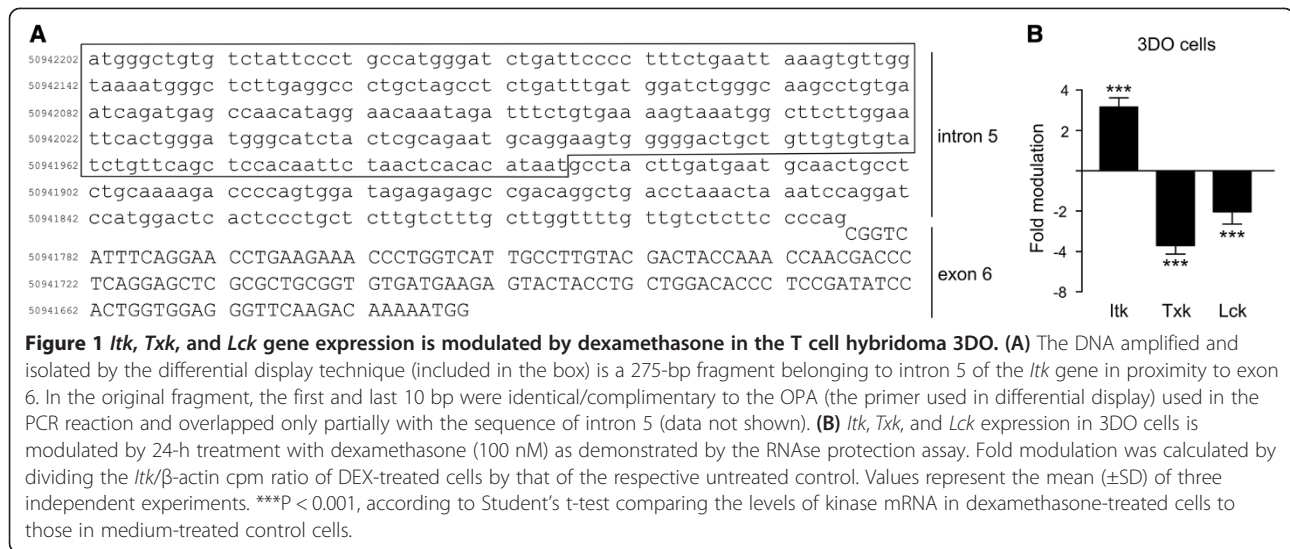 A
50942202 atgggctgtg tctattccct gccatgggat ctgattcccc tttctgaatt aaagtgttgg
50942142 taaaatgggc tcttgaggcc ctgctagcct ctgatttgat ggatctgggc aagcctgtga
50942082 atcagatgag ccaacatagg aacaaataga tttctgtgaa aaagtaaatgg cttcttggaa
50942022 ttcactggga tgggcatcta ctcgcagaat gcaggaagtg ggggactgct gttgtgtgta
50941962 tctgttcagc tccacaattc taactcacac ataatgccta cttgatgaat gcaactgcct
50941902 ctgcaaaaga ccccagtgga tagagagagc cgacaggctg acctaaacta aatccaggat
50941842 ccatggactc actccctgct cttgtctttg cttggttttg ttgtctcttc cccag
CGGTC
50941782 ATTTCAGGAA CCTGAAGAAA CCCTGGTCAT TGCCTTGTAC GACTACCAAA CCAACGACCC
50941722 TCAGGAGCTC GCGCTGCGGT GTGATGAAGA GTACTACCTG CTGGACACCC TCCGATATCC
50941662 ACTGGTGGAG GGTTCAAGAC AAAAATGG
intron 5
exon 6
B
3DO cells
Fold modulation
4
2
-2
-4
-8
***
***
***
Itk Txk Lck
Figure 1 Itk, Txk, and Lck gene expression is modulated by dexamethasone in the T cell hybridoma 3DO. (A) The DNA amplified and
isolated by the differential display technique (included in the box) is a 275-bp fragment belonging to intron 5 of the Itk gene in proximity to exon
6. In the original fragment, the first and last 10 bp were identical/complimentary to the OPA (the primer used in differential display) used in the
PCR reaction and overlapped only partially with the sequence of intron 5 (data not shown). (B) Itk, Txk, and Lck expression in 3DO cells is
modulated by 24-h treatment with dexamethasone (100 nM) as demonstrated by the RNAse protection assay. Fold modulation was calculated by
dividing the Itk/β-actin cpm ratio of DEX-treated cells by that of the respective untreated control. Values represent the mean (±SD) of three
independent experiments. ***P < 0.001, according to Student's t-test comparing the levels of kinase mRNA in dexamethasone-treated cells to
those in medium-treated control cells.